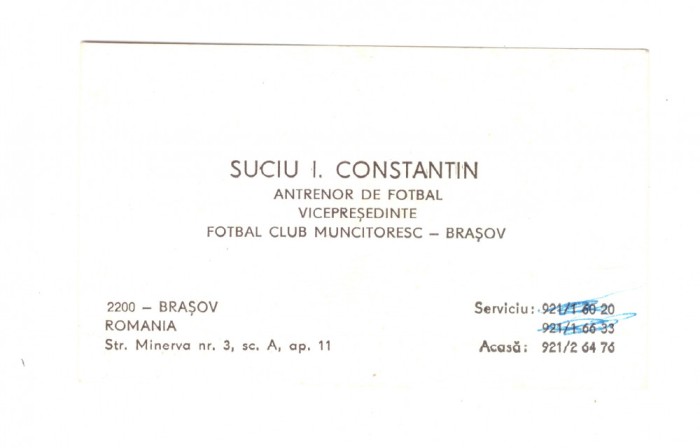 SUCIU I. CONSTANTIN
ANTRENOR DE FOTBAL
VICEPREȘEDINTE
FOTBAL CLUB MUNCITORESC – BRAȘOV
2200 – BRAȘOV
ROMANIA
Str. Minerva nr. 3, sc. A, ap. 11
Serviciu: 921/1 60 20
921/1 66 33
Acasă: 921/2 64 76